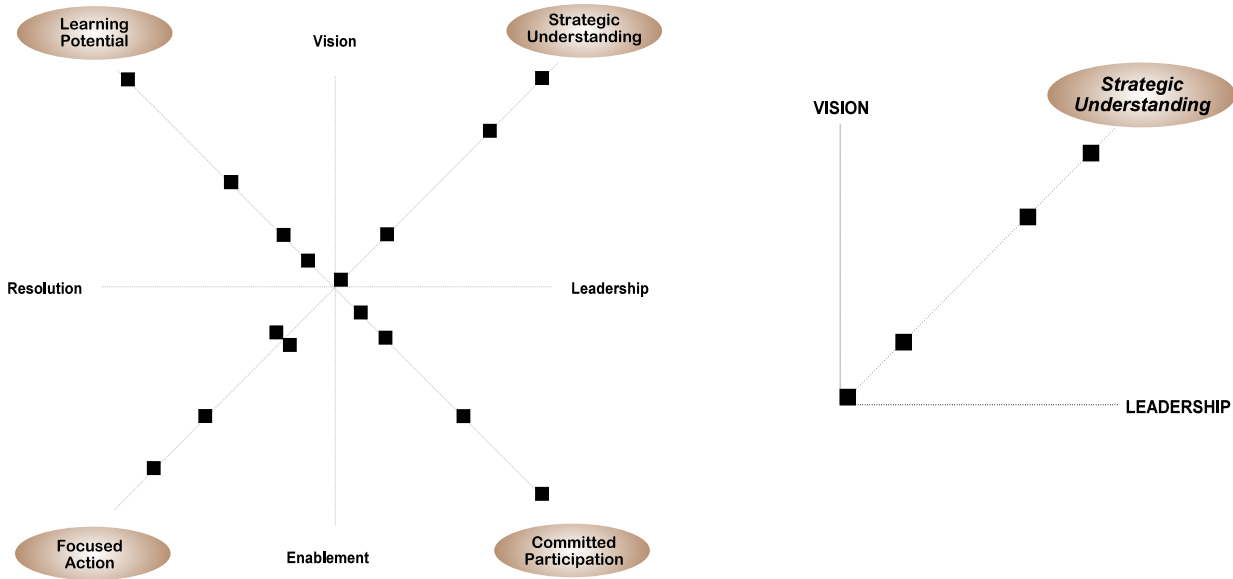 Learning
Potential
Vision
Strategic
Understanding
Resolution
Leadership
Focused
Action
Enablement
Committed
Participation
VISION
Strategic
Understanding
LEADERSHIP